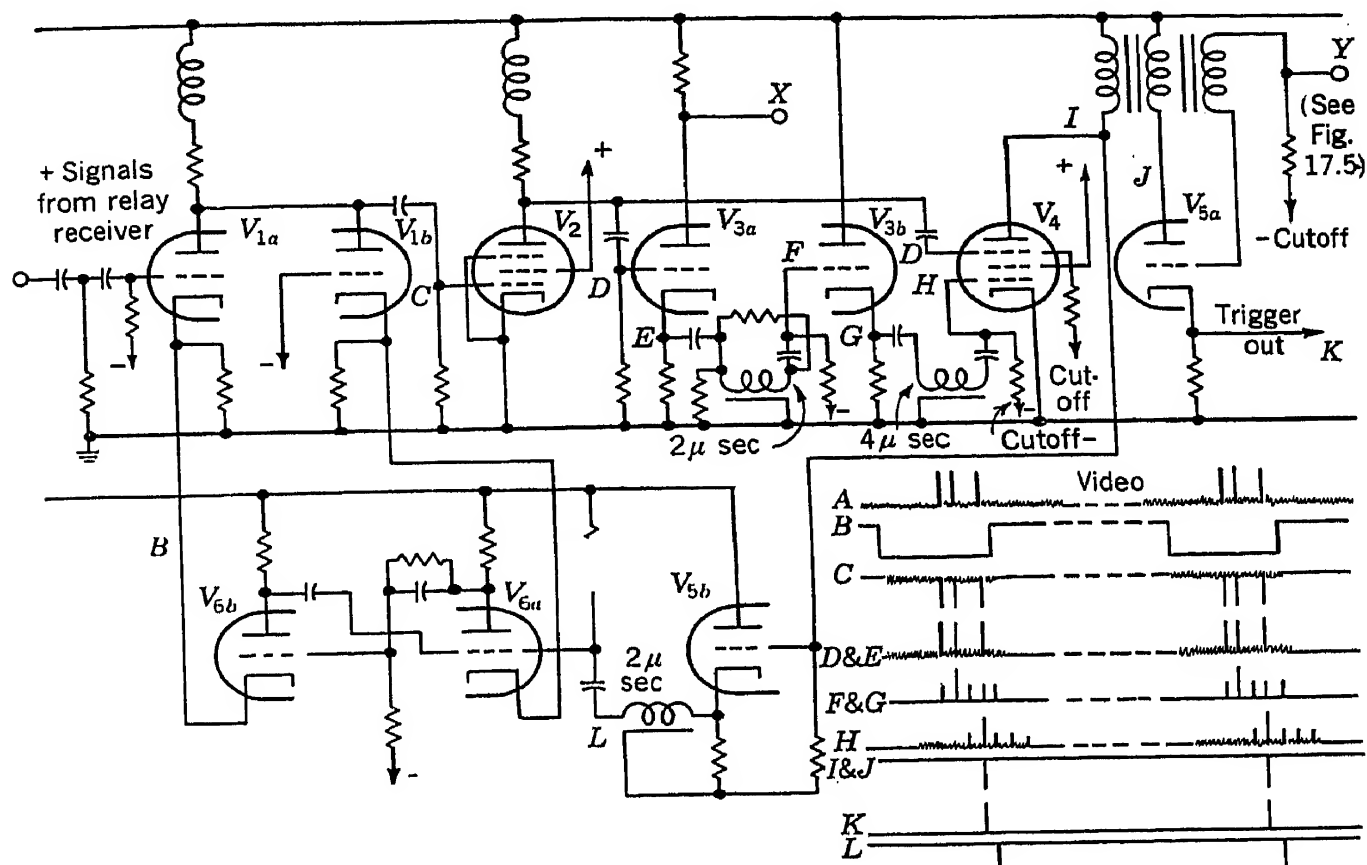 + Signals
from relay
receiver
V1a
V1b
C
V2
+
D
V3a
X
E
F
V3b
G
D
H
V4
+
I
J
V5a
Y
(See
Fig.
17.5)
- Cutoff
Trigger
out
K
-
-
-
-
2μ sec
4μ sec
Cutoff-
Cut-
off
B
V6b
V6a
V5b
2μ
sec
L
-
Video
A
B
C
D&E
F&G
H
I&J
K
L